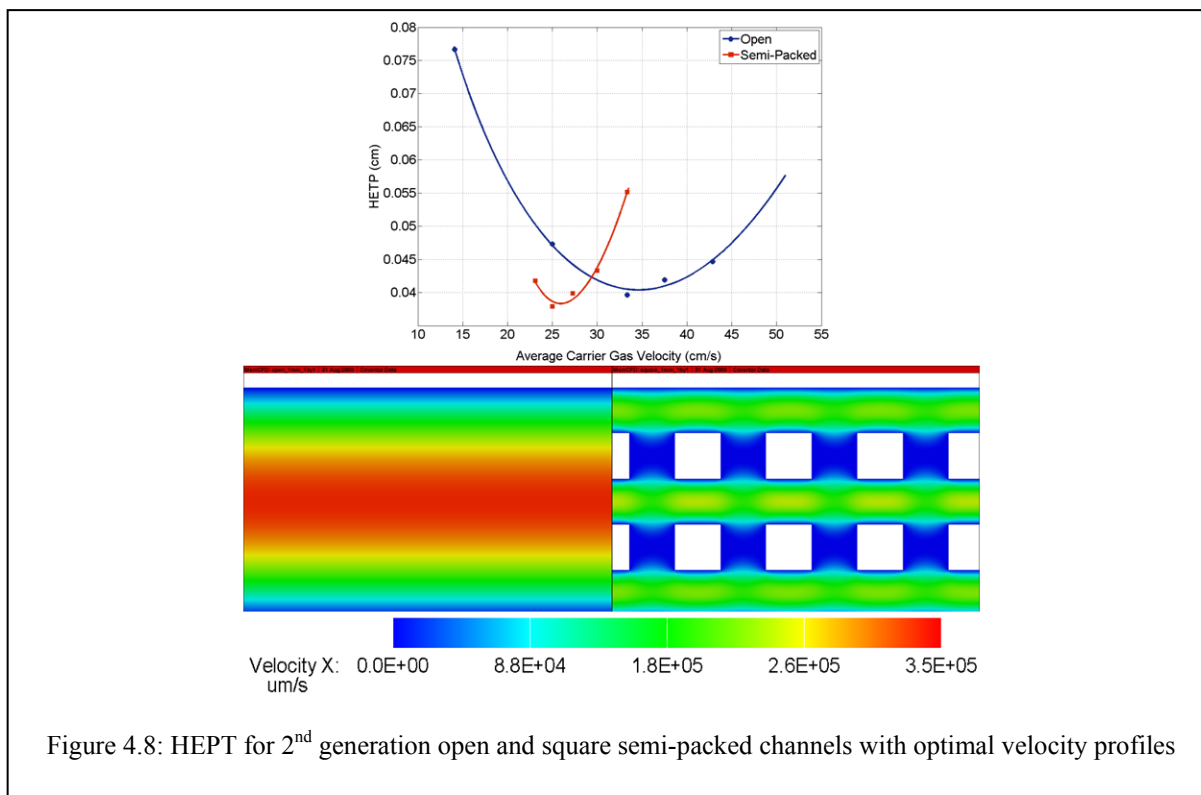 0.08
0.075
0.07
0.065
0.06
0.055
0.05
0.045
0.04
HETP (cm)
Open
Semi-Packed
10 15 20 25 30 35 40 45 50 55
Average Carrier Gas Velocity (cm/s)
Velocity X: 0.0E+00 8.8E+04 1.8E+05 2.6E+05 3.5E+05
um/s
Figure 4.8: HEPT for 2nd generation open and square semi-packed channels with optimal velocity profiles